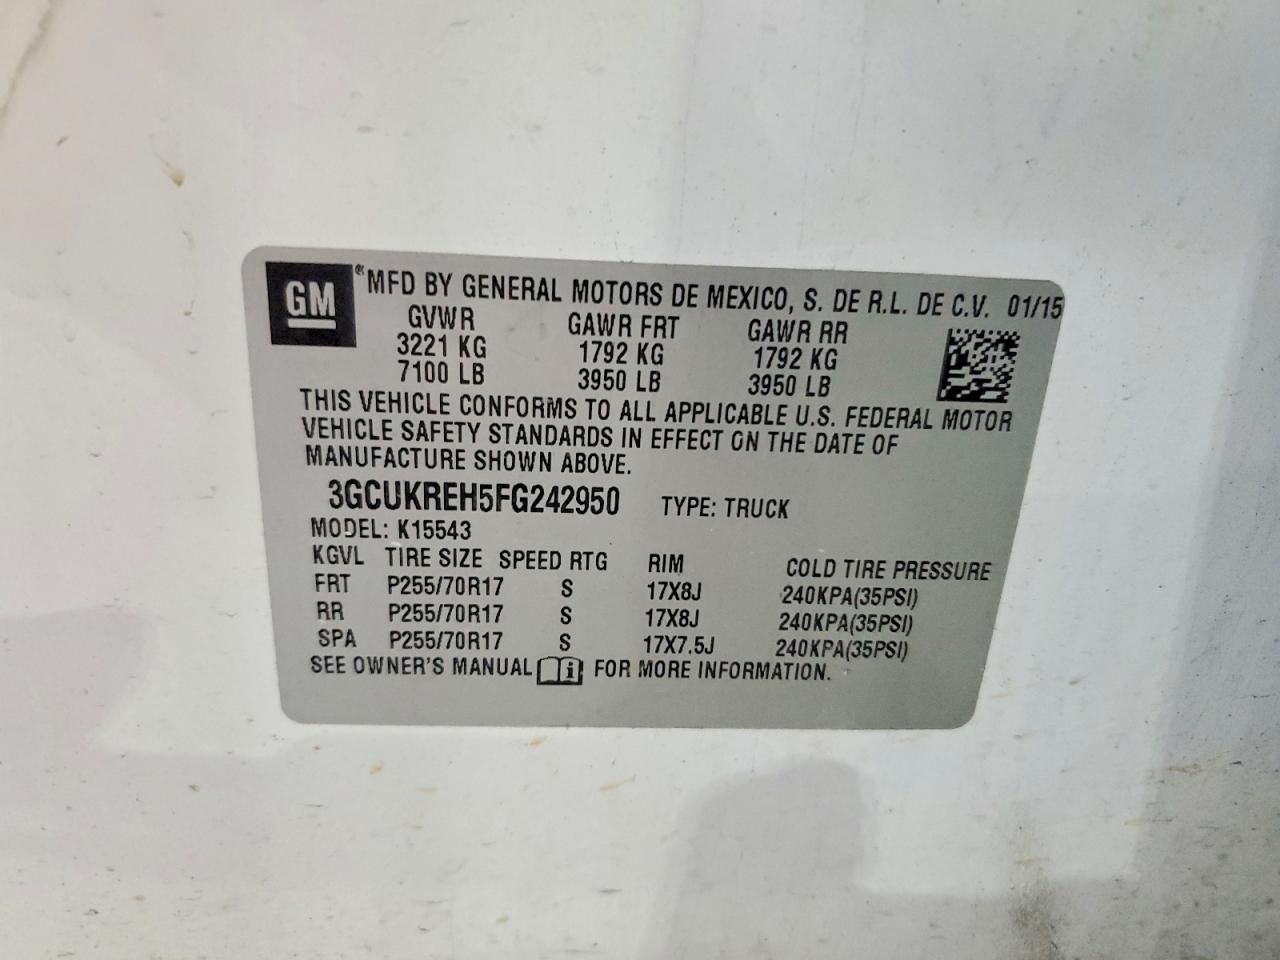 GM
® MFD BY GENERAL MOTORS DE MEXICO, S. DE R.L. DE C.V. 01/15
GVWR GAWR FRT GAWR RR
3221 KG 1792 KG 1792 KG
7100 LB 3950 LB 3950 LB
THIS VEHICLE CONFORMS TO ALL APPLICABLE U.S. FEDERAL MOTOR
VEHICLE SAFETY STANDARDS IN EFFECT ON THE DATE OF
MANUFACTURE SHOWN ABOVE.
3GCUKREH5FG242950 TYPE: TRUCK
MODEL: K15543
KGVL TIRE SIZE SPEED RTG RIM COLD TIRE PRESSURE
FRT P255/70R17 S 17X8J 240KPA(35PSI)
RR P255/70R17 S 17X8J 240KPA(35PSI)
SPA P255/70R17 S 17X7.5J 240KPA(35PSI)
SEE OWNER'S MANUAL i FOR MORE INFORMATION.